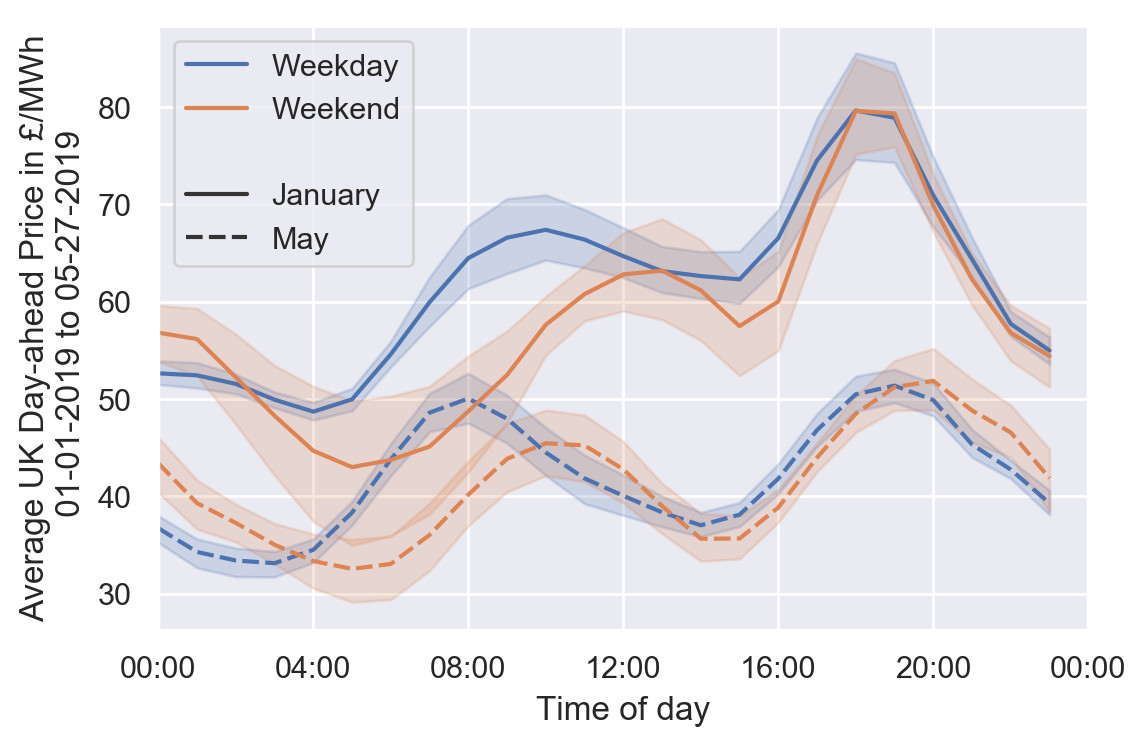 Average UK Day-ahead Price in £/MWh
01-01-2019 to 05-27-2019
80
70
60
50
40
30
Weekday
Weekend
January
May
00:00 04:00 08:00 12:00 16:00 20:00 00:00
Time of day